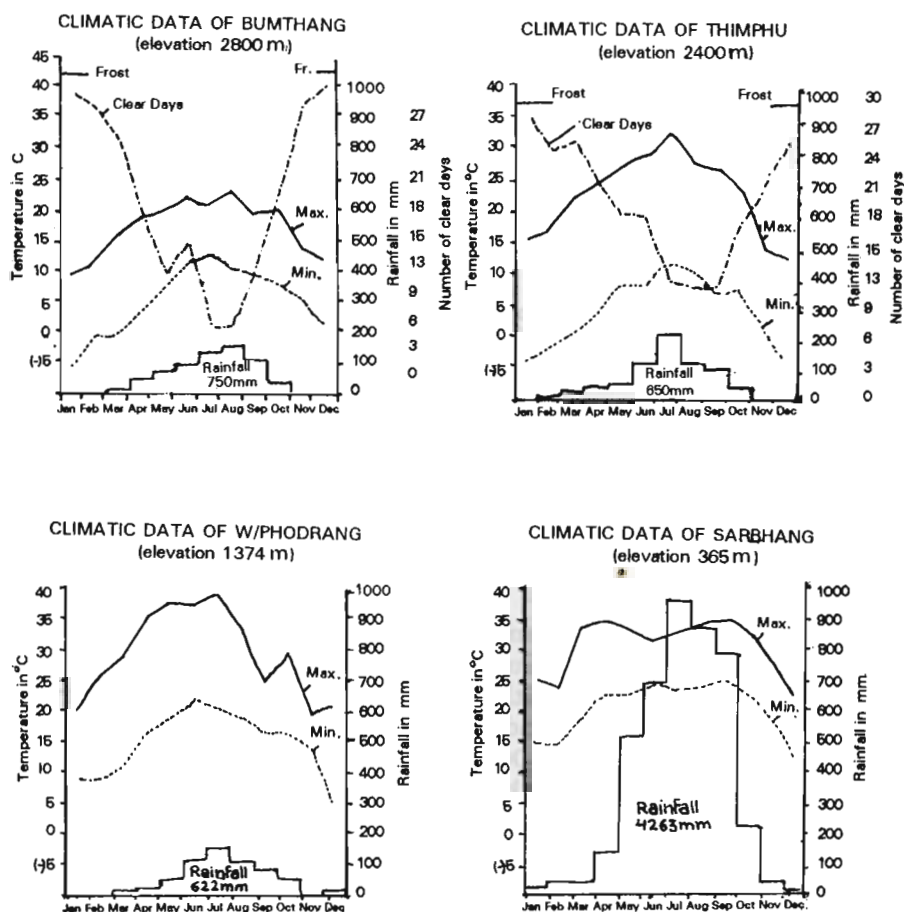 CLIMATIC DATA OF BUMTHANG
(elevation 2800 m)
45
40
35
30
25
20
15
10
5
0
(-)5
Temperature in C
Frost
Fr.
Clear Days
Max.
Min.
Rainfall
750mm
1000
900
800
700
600
500
400
300
200
100
0
Rainfall in mm
27
24
21
18
15
13
9
6
3
0
Number of clear days
Jan Feb Mar Apr May Jun Jul Aug Sep Oct Nov Dec
CLIMATIC DATA OF THIMPHU
(elevation 2400 m)
40
35
30
25
20
15
10
5
0
(-)5
Temperature in °C
Frost
Frost
Clear Days
Max.
Min.
Rainfall
650mm
1000
900
800
700
600
500
400
300
200
100
0
Rainfall in mm
30
27
24
21
18
15
13
9
6
3
0
Number of clear days
Jan Feb Mar Apr May Jun Jul Aug Sep Oct Nov Dec
CLIMATIC DATA OF W/PHODRANG
(elevation 1374 m)
40
35
30
25
20
15
10
5
0
(-)5
Temperature in °C
Max.
Min.
Rainfall
622mm
1000
900
800
700
600
500
400
300
200
100
0
Rainfall in mm
Jan Feb Mar Apr May Jun Jul Aug Sep Oct Nov Dec
CLIMATIC DATA OF SARBHANG
(elevation 365 m)
40
35
30
25
20
15
10
5
0
(-)5
Temperature in °C
Max.
Min.
Rainfall
4263mm
1000
900
800
700
600
500
400
300
200
100
0
Rainfall in mm
Jan Feb Mar Apr May Jun Jul Aug Sep Oct Nov Dec.